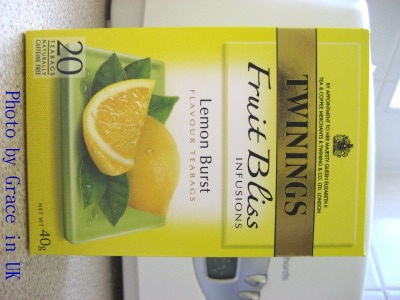 BY APPOINTMENT TO HER MAJESTY QUEEN ELIZABETH II
TEA & COFFEE MERCHANTS R. TWINING & CO. LTD. LONDON
TWININGS
Fruit Bliss
INFUSIONS
Lemon Burst
FLAVOUR TEABAGS
20
TEABAGS
NATURALLY
CAFFEINE FREE
NET WT 40g
Photo by Grace in UK